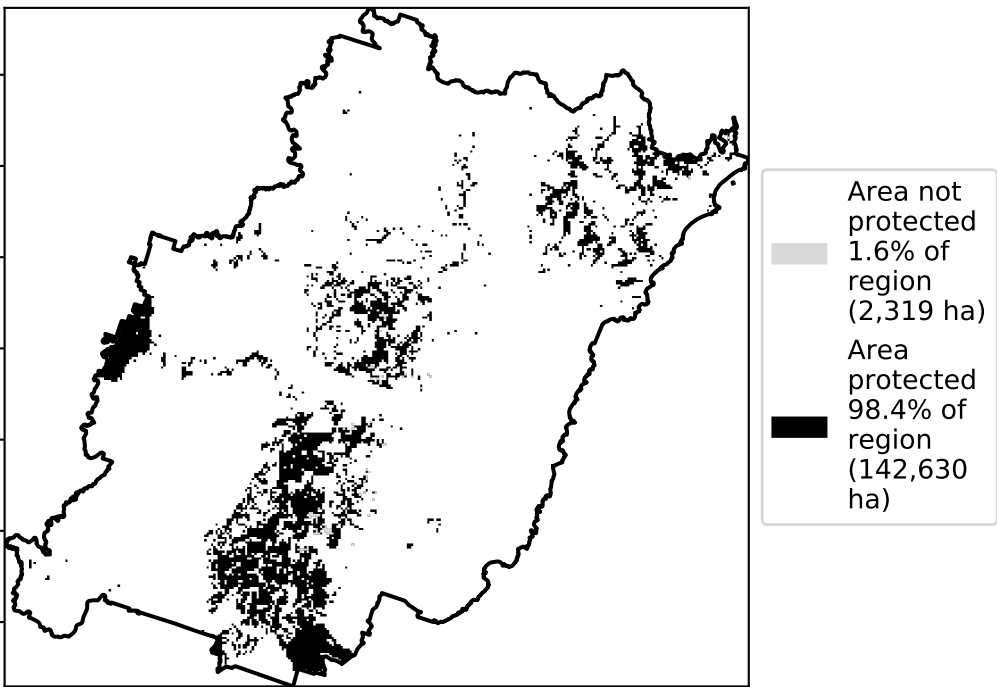 Area not
protected
1.6% of
region
(2,319 ha)
Area
protected
98.4% of
region
(142,630
ha)